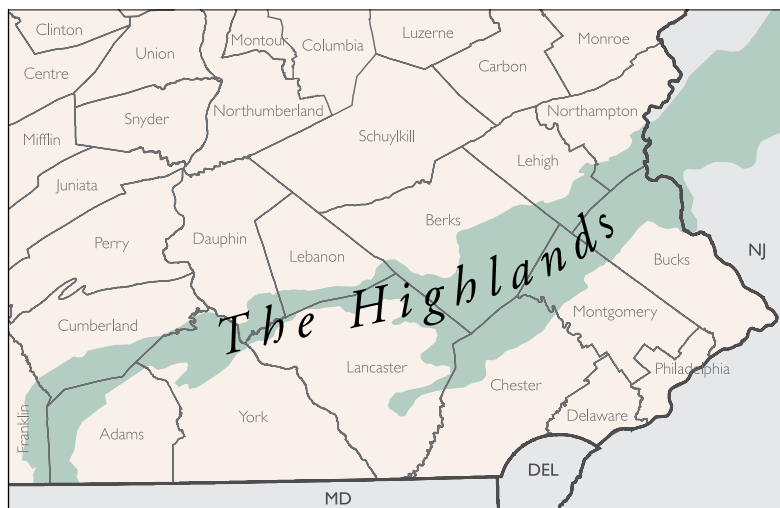 Clinton
Union
Montour
Columbia
Luzerne
Monroe
Centre
Carbon
Snyder
Northumberland
Northampton
Mifflin
Schuylkill
Lehigh
Juniata
Berks
Perry
Dauphin
Lebanon
NJ
Bucks
The Highlands
Cumberland
Montgomery
Lancaster
Philadelphia
Chester
York
Delaware
Franklin
Adams
DEL
MD